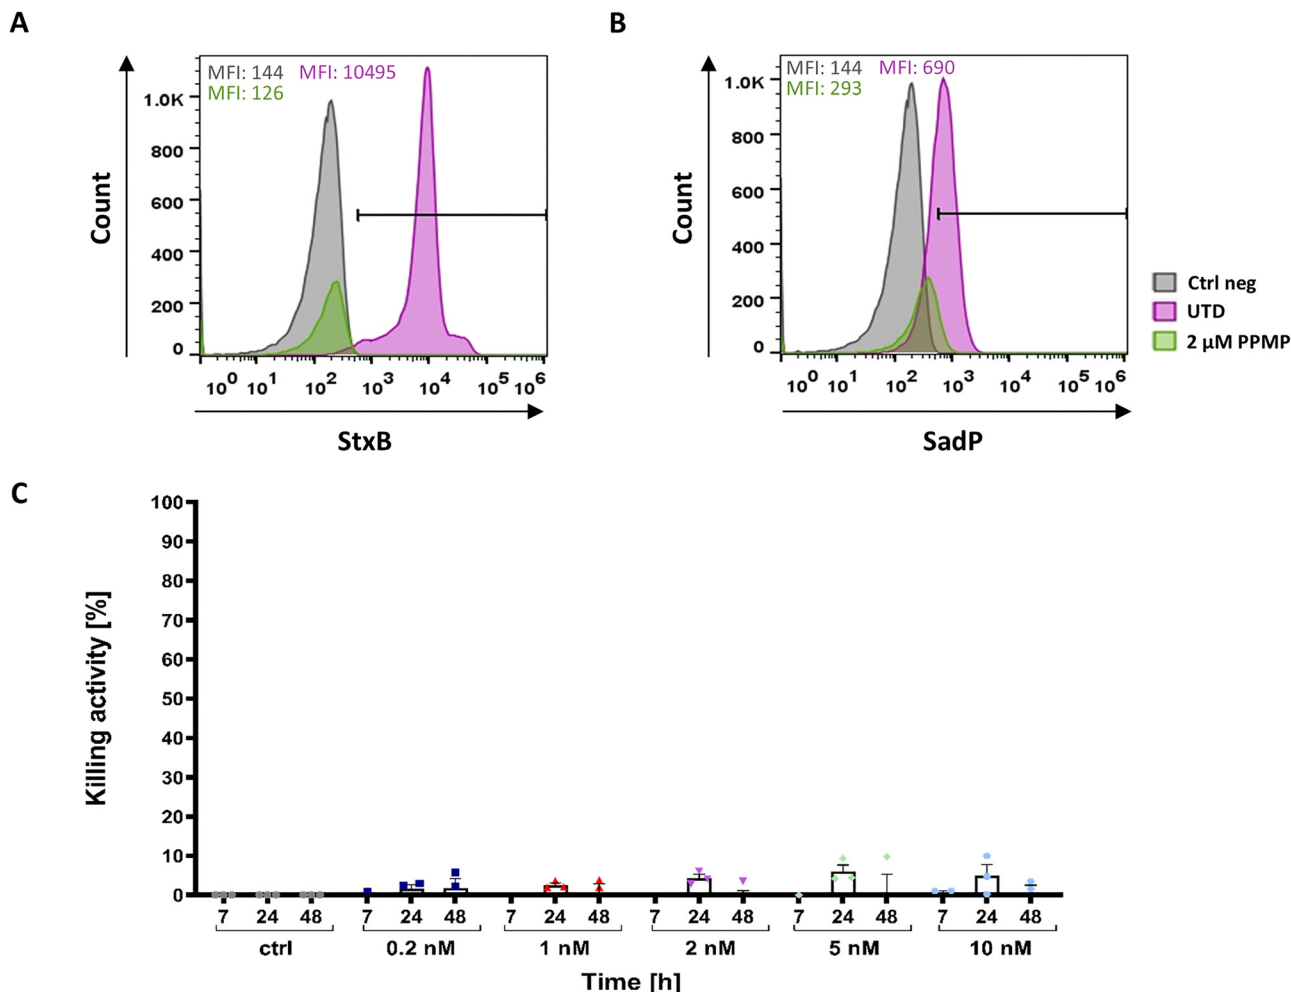 A
MFI: 144 MFI: 10495
MFI: 126
1.0K
800
600
400
200
0
Count
10^0 10^1 10^2 10^3 10^4 10^5 10^6
StxB
B
MFI: 144 MFI: 690
MFI: 293
1.0K
800
600
400
200
0
Count
10^0 10^1 10^2 10^3 10^4 10^5 10^6
SadP
Ctrl neg
UTD
2 µM PPMP
C
100
90
80
70
60
50
40
30
20
10
0
Killing activity [%]
7 24 48 7 24 48 7 24 48 7 24 48 7 24 48 7 24 48
ctrl 0.2 nM 1 nM 2 nM 5 nM 10 nM
Time [h]